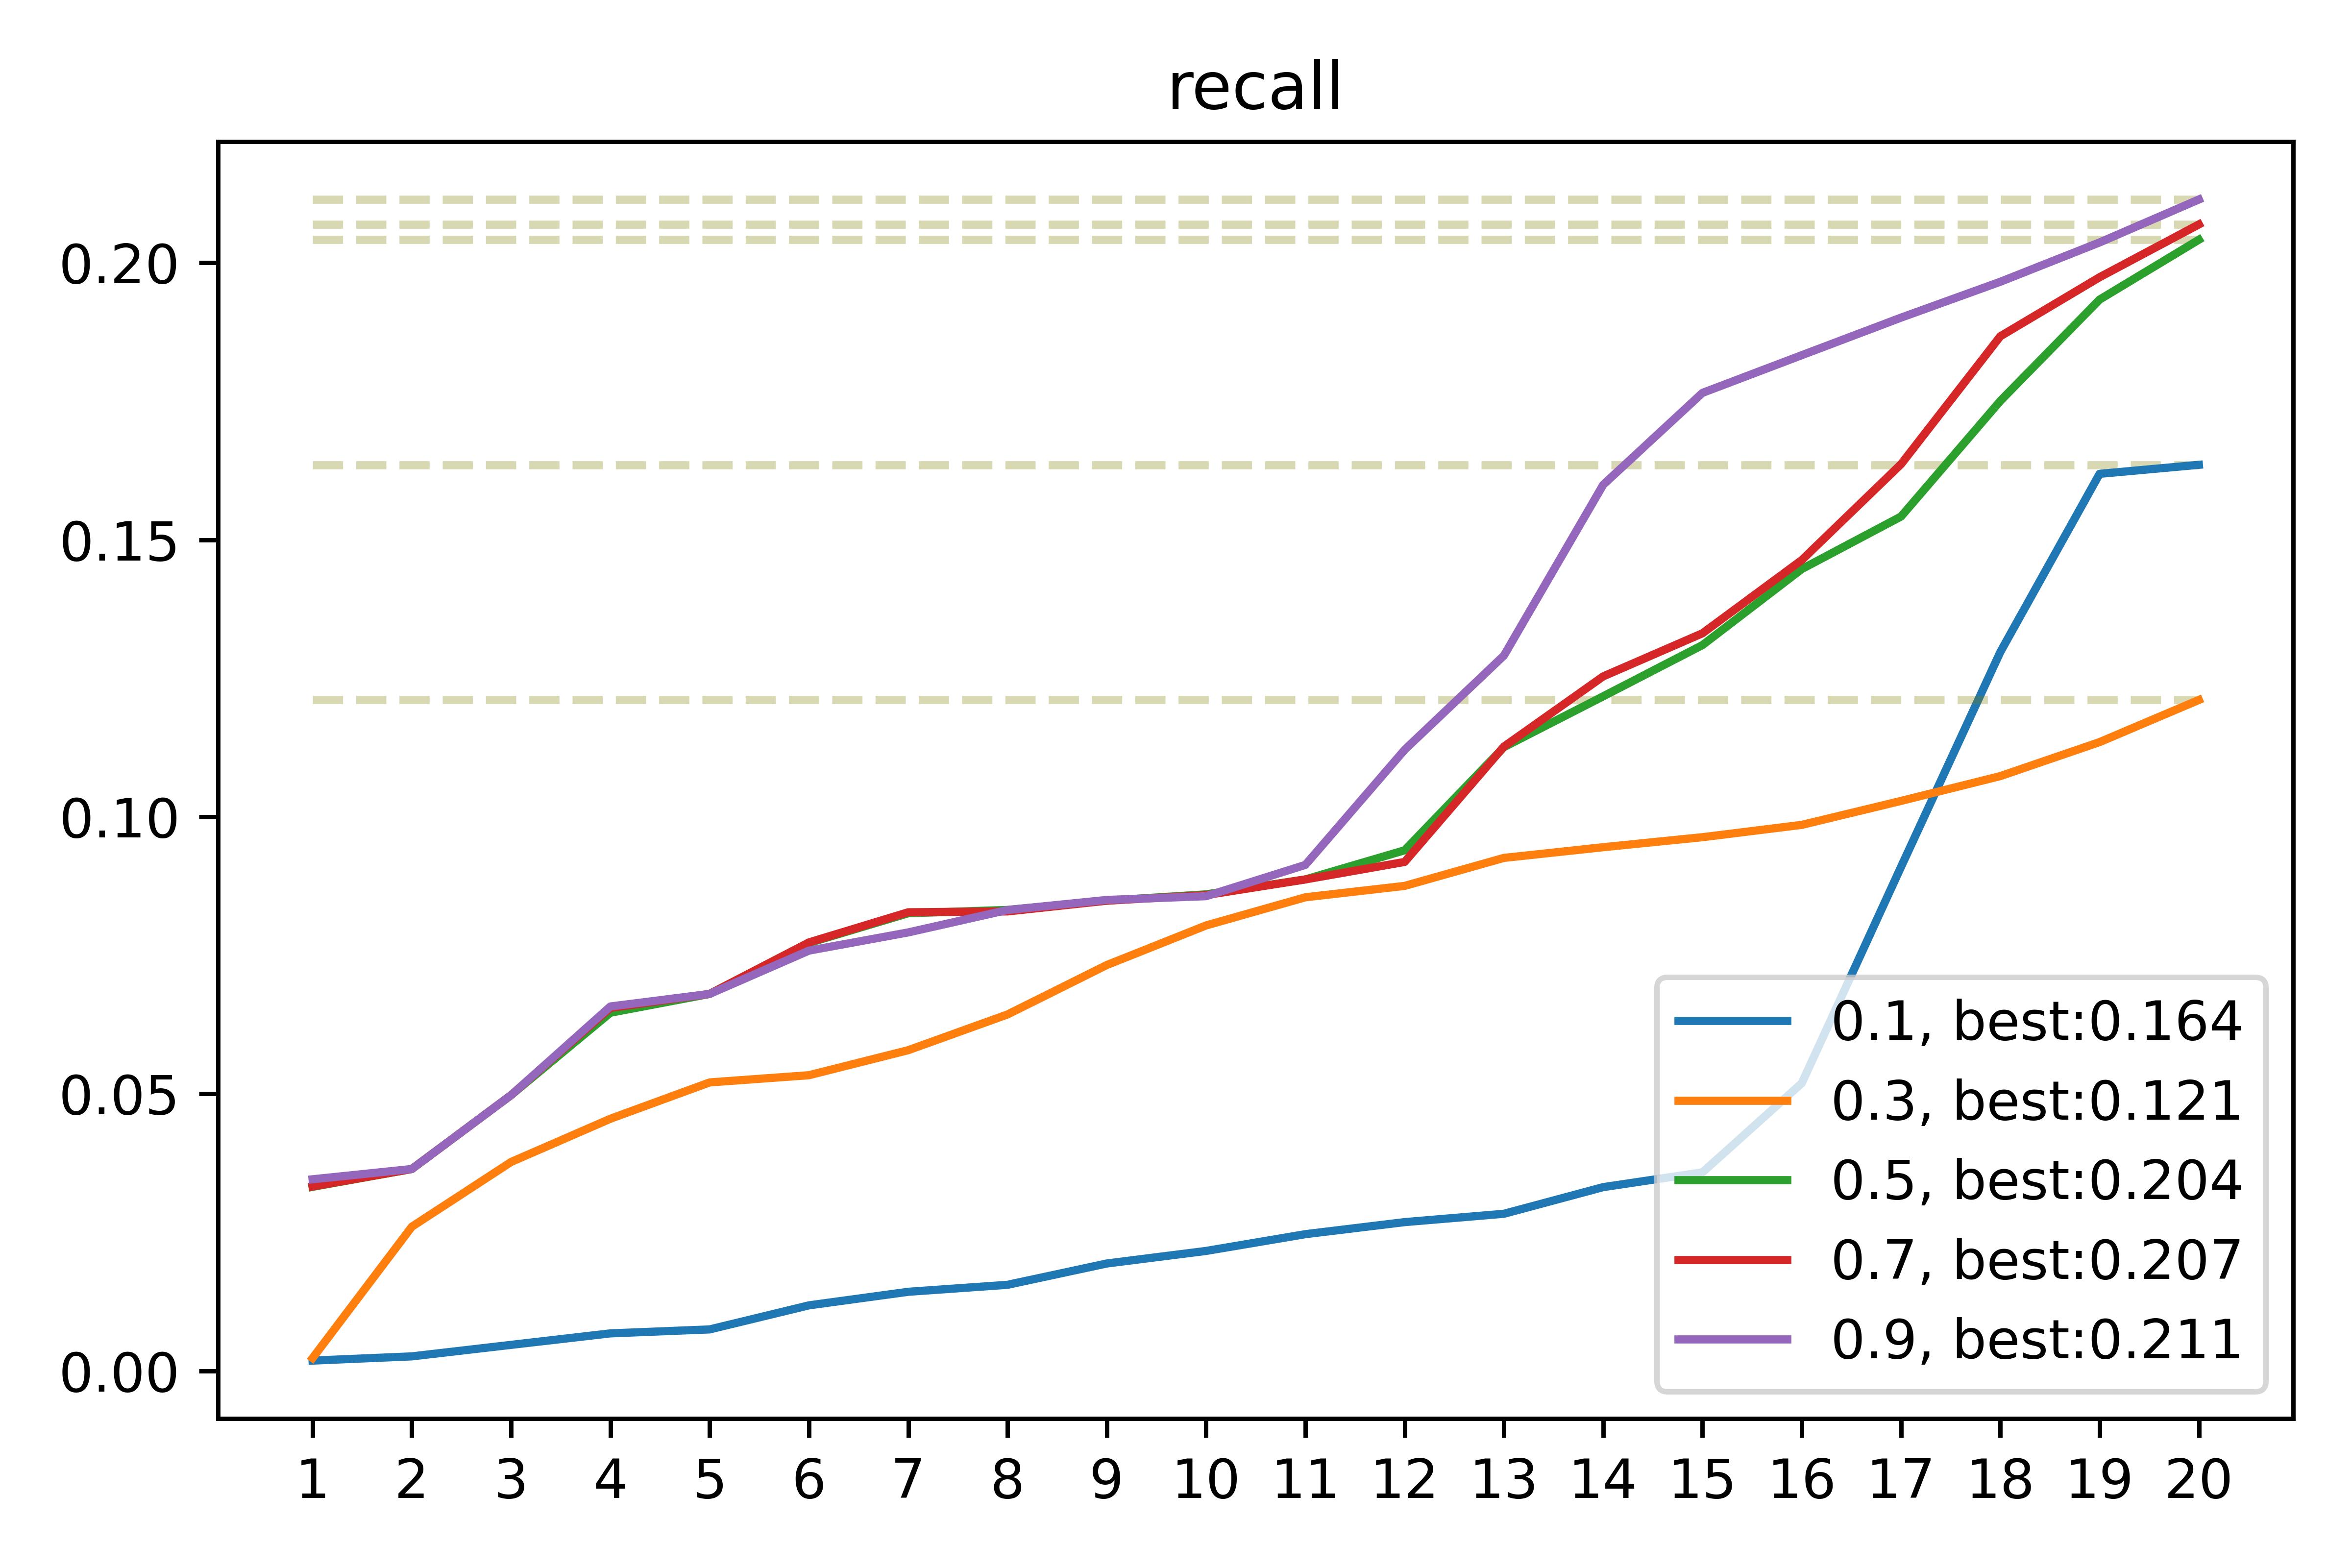 recall
0.20
0.15
0.10
0.05
0.00
0.1, best:0.164
0.3, best:0.121
0.5, best:0.204
0.7, best:0.207
0.9, best:0.211
1 2 3 4 5 6 7 8 9 10 11 12 13 14 15 16 17 18 19 20